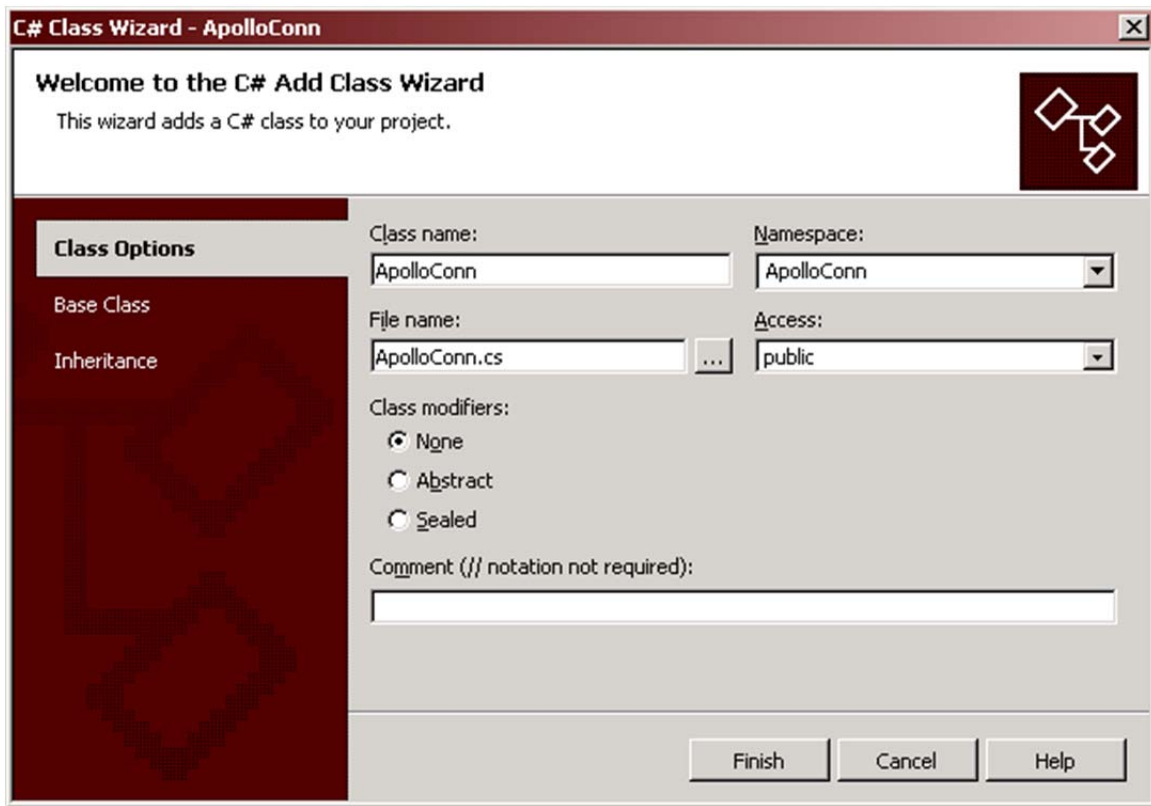 C# Class Wizard - ApolloConn
Welcome to the C# Add Class Wizard
This wizard adds a C# class to your project.
Class Options
Base Class
Inheritance
Class name:
ApolloConn
Namespace:
ApolloConn
File name:
ApolloConn.cs
...
Access:
public
Class modifiers:
None
Abstract
Sealed
Comment (// notation not required):
Finish
Cancel
Help